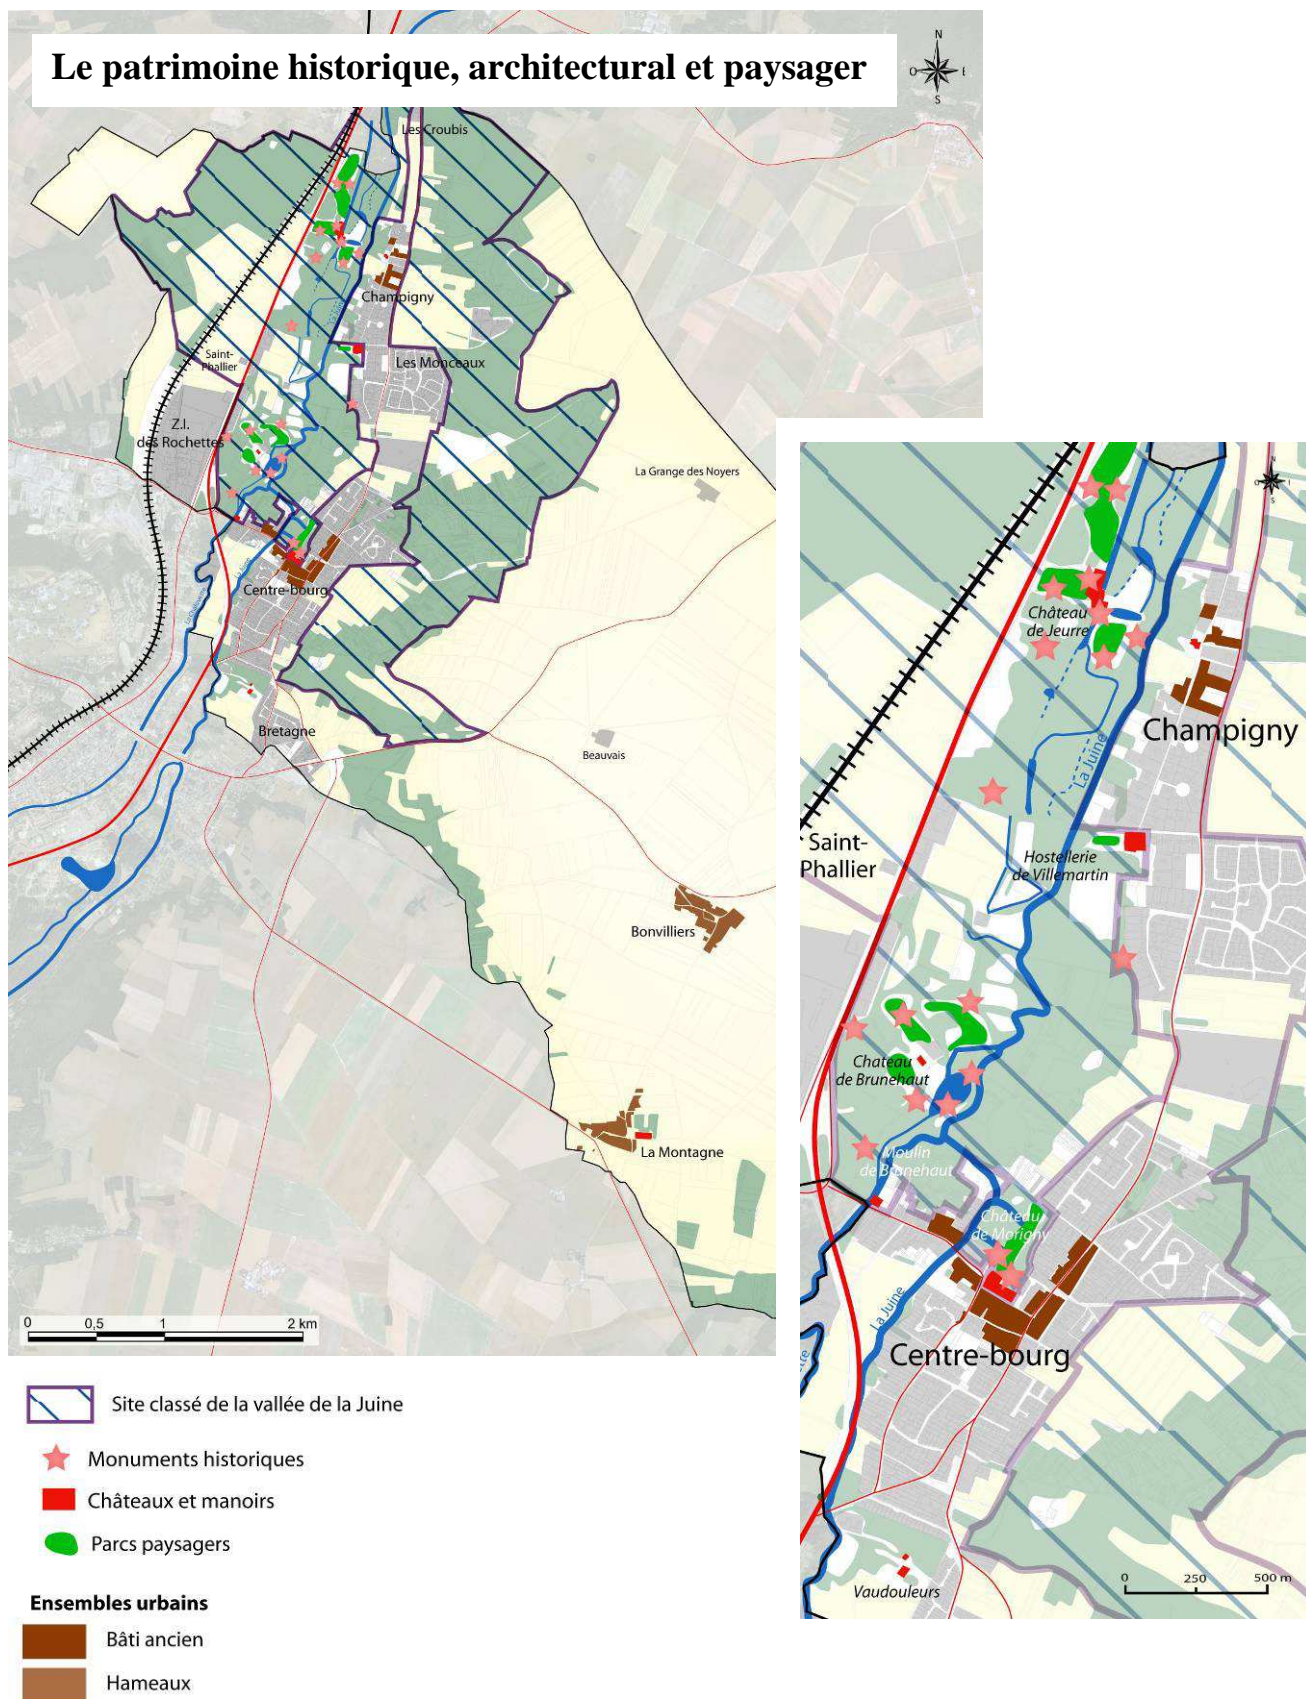 Le patrimoine historique, architectural et paysager
N
O
S
Les Croubis
Champigny
Saint-
Phallier
Les Monceaux
Z.I.
des Rochettes
La Grange des Noyers
Centre-bourg
Bretagne
Beauvais
Bonvilliers
La Montagne
0 0,5 1 2 km
Château
de Jeurre
Champigny
La Juine
Saint-
Phallier
Hostellerie
de Villemartin
Chateau
de Brunehaut
Moulin
de Brunehaut
Château
de Morigny
La Juine
Centre-bourg
Vaudouleurs
0 250 500 m
Site classé de la vallée de la Juine
Monuments historiques
Châteaux et manoirs
Parcs paysagers
Ensembles urbains
Bâti ancien
Hameaux